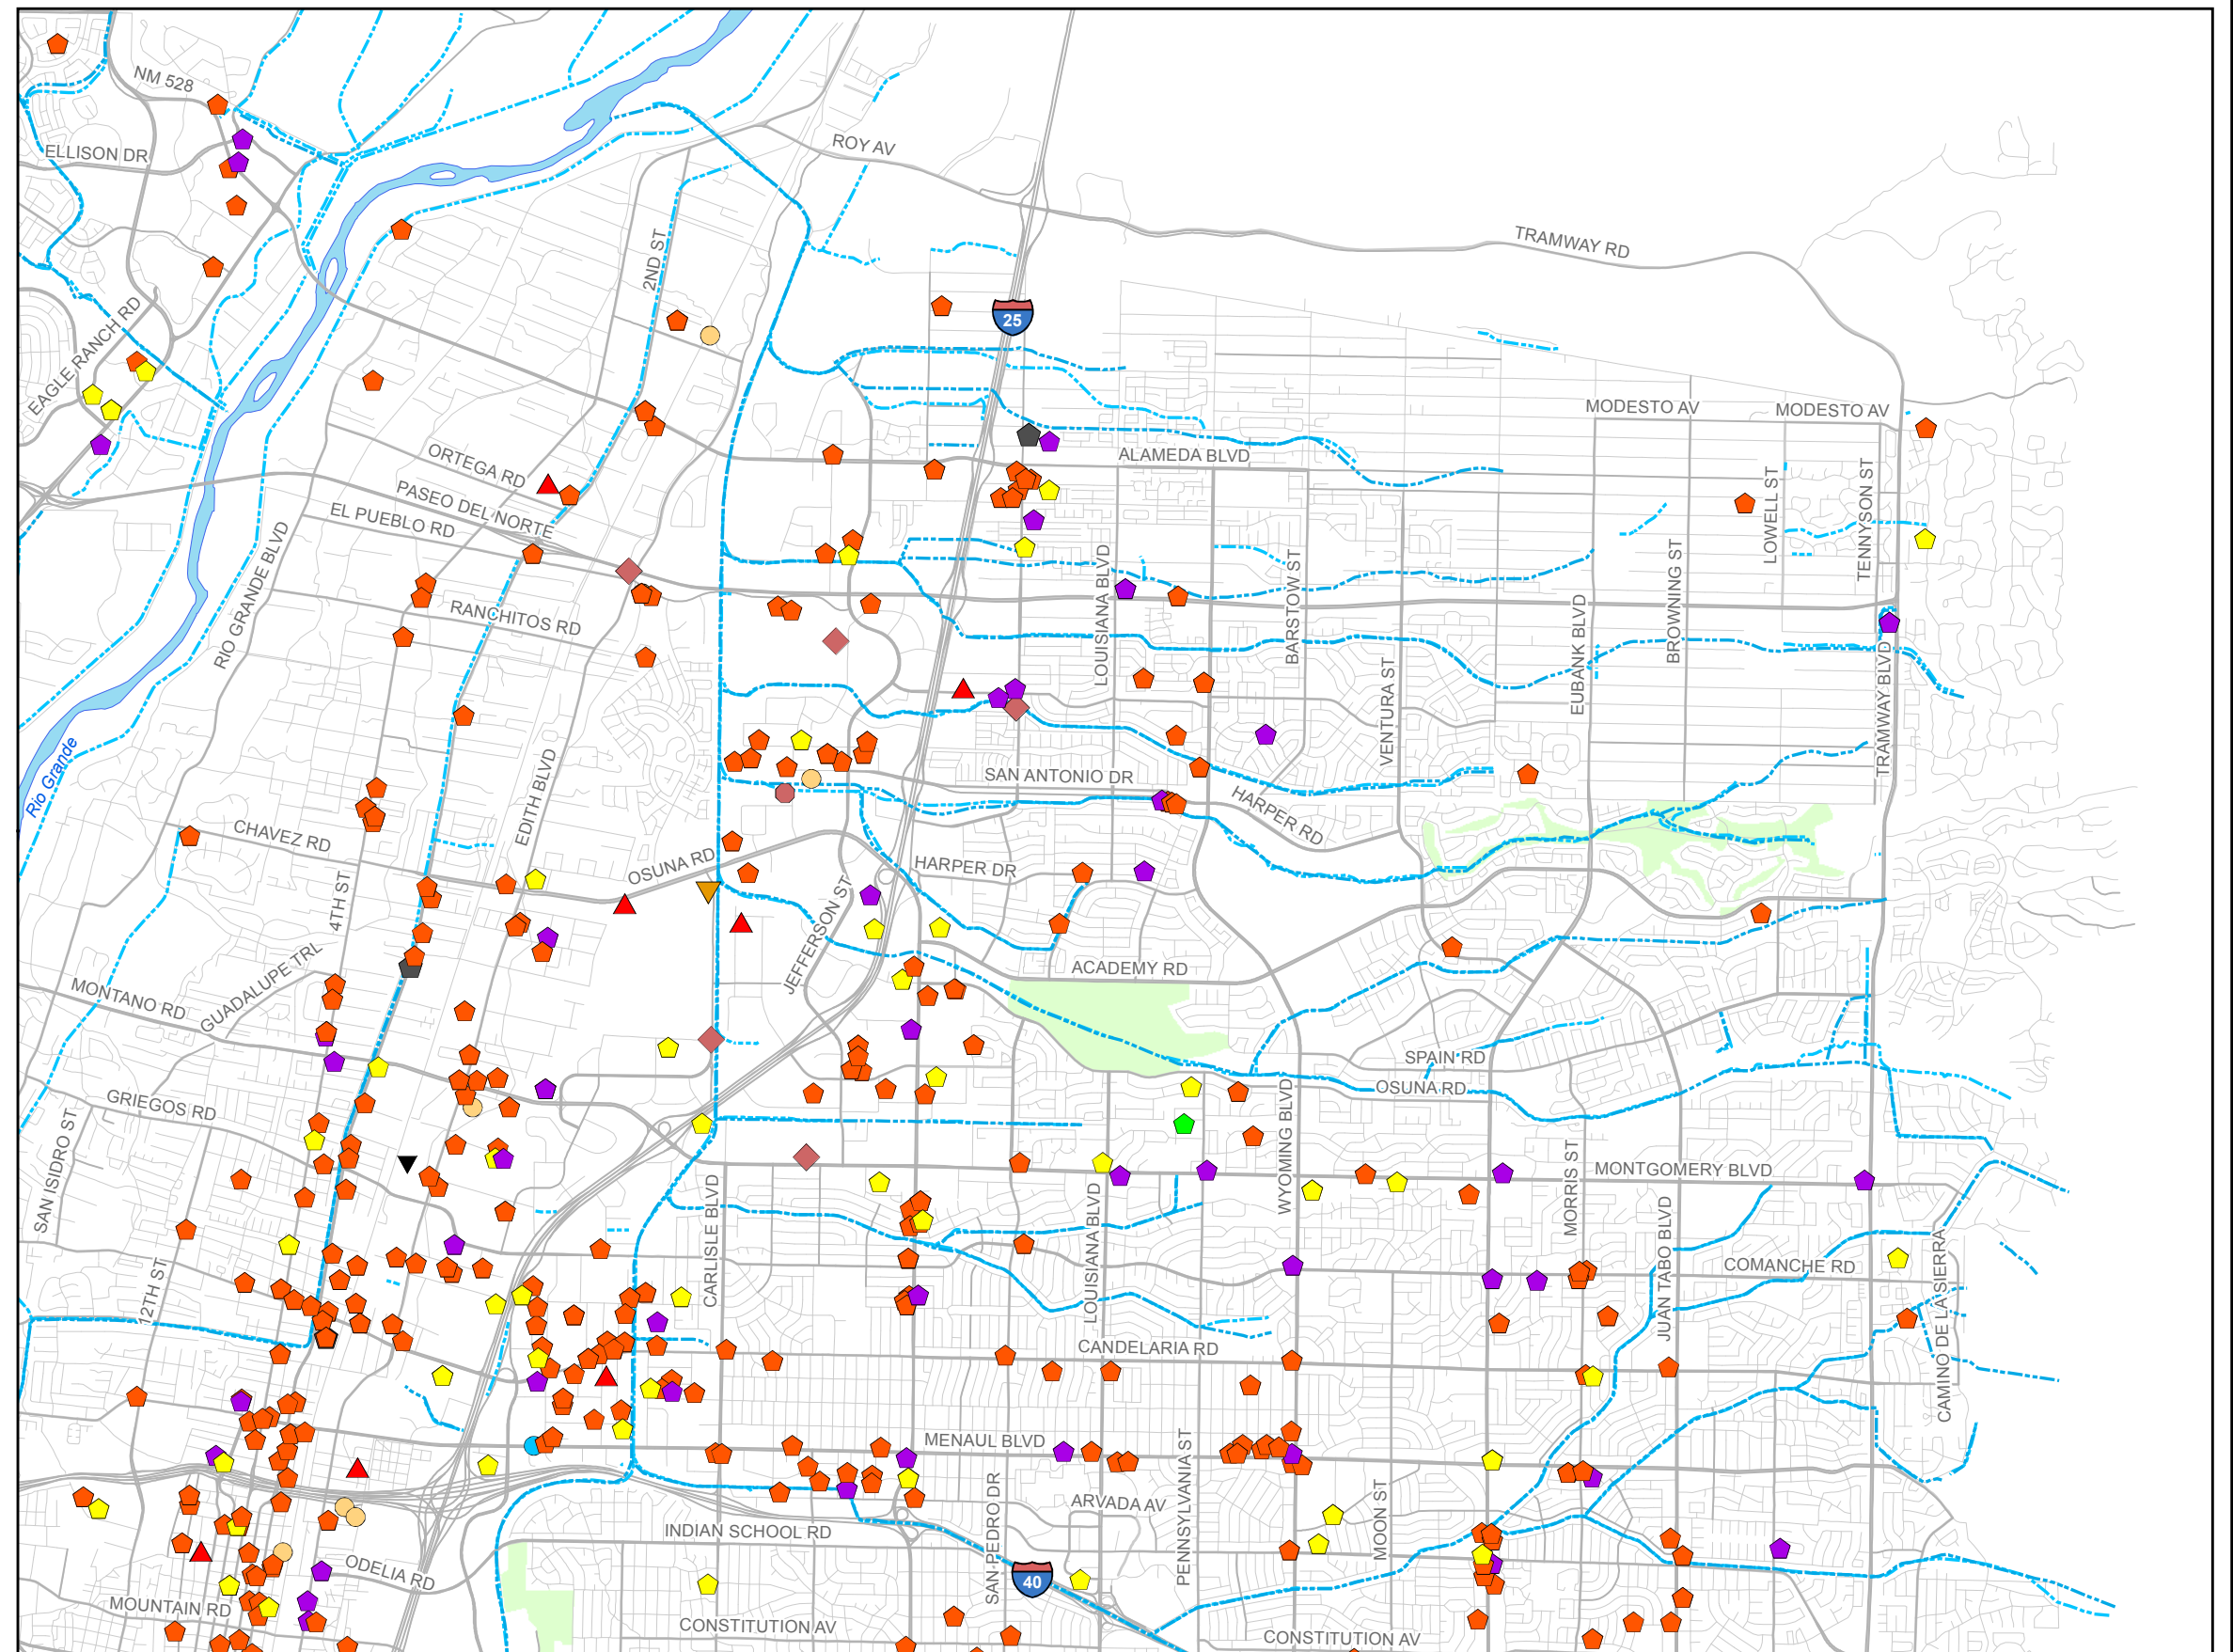 NM 528
ELLISON DR
ROY AV
TRAMWAY RD
2ND ST
25
EAGLE RANCH RD
MODESTO AV
MODESTO AV
ORTEGA RD
ALAMEDA BLVD
PASEO DEL NORTE
EL PUEBLO RD
LOWELL ST
TENNYSON ST
RIO GRANDE BLVD
RANCHITOS RD
LOUISIANA BLVD
BARSTOW ST
BROWNING ST
EUBANK BLVD
VENTURA ST
TRAMWAY BLVD
Rio Grande
EDITH BLVD
SAN ANTONIO DR
HARPER RD
CHAVEZ RD
OSUNA RD
HARPER DR
4TH ST
JEFFERSON ST
GUADALUPE TRL
MONTANO RD
ACADEMY RD
SPAIN RD
OSUNA RD
GRIEGOS RD
SAN ISIDRO ST
WYOMING BLVD
MORRIS ST
MONTGOMERY BLVD
12TH ST
CARLISLE BLVD
LOUISIANA BLVD
JUAN TABO BLVD
COMANCHE RD
CAMINO DE LA SIERRA
CANDELARIA RD
MENAUL BLVD
SAN PEDRO DR
PENNSYLVANIA ST
MOON ST
ARVADA AV
INDIAN SCHOOL RD
ODELIA RD
40
MOUNTAIN RD
CONSTITUTION AV
CONSTITUTION AV